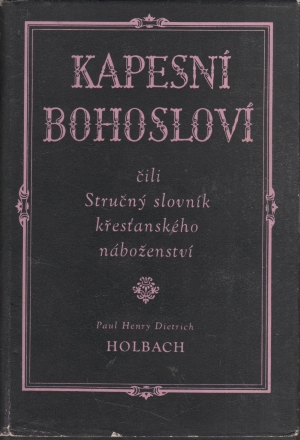 KAPESNÍ
BOHOSLOVÍ
čili
Stručný slovník
křesťanského
náboženství
Paul Henry Dietrich
HOLBACH